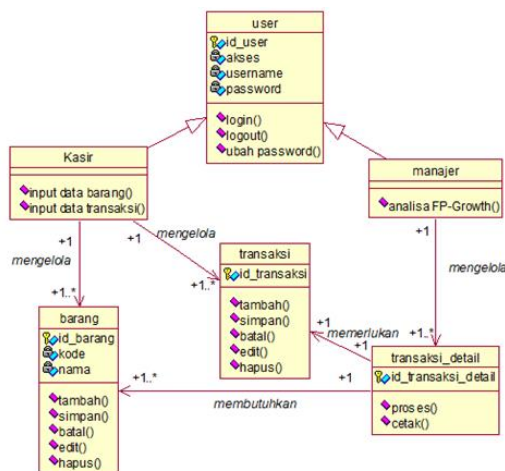 user
id_user
akses
username
password
login()
logout()
ubah password()
Kasir
input data barang()
input data transaksi()
manajer
analisa FP-Growth()
+1
mengelola
+1..*
+1
mengelola
+1..*
+1
mengelola
+1..*
transaksi
id_transaksi
tambah()
simpan()
batal()
edit()
hapus()
+1
memerlukan
+1
barang
id_barang
kode
nama
tambah()
simpan()
batal()
edit()
hapus()
+1..*
membutuhkan
+1
transaksi_detail
id_transaksi_detail
proses()
cetak()